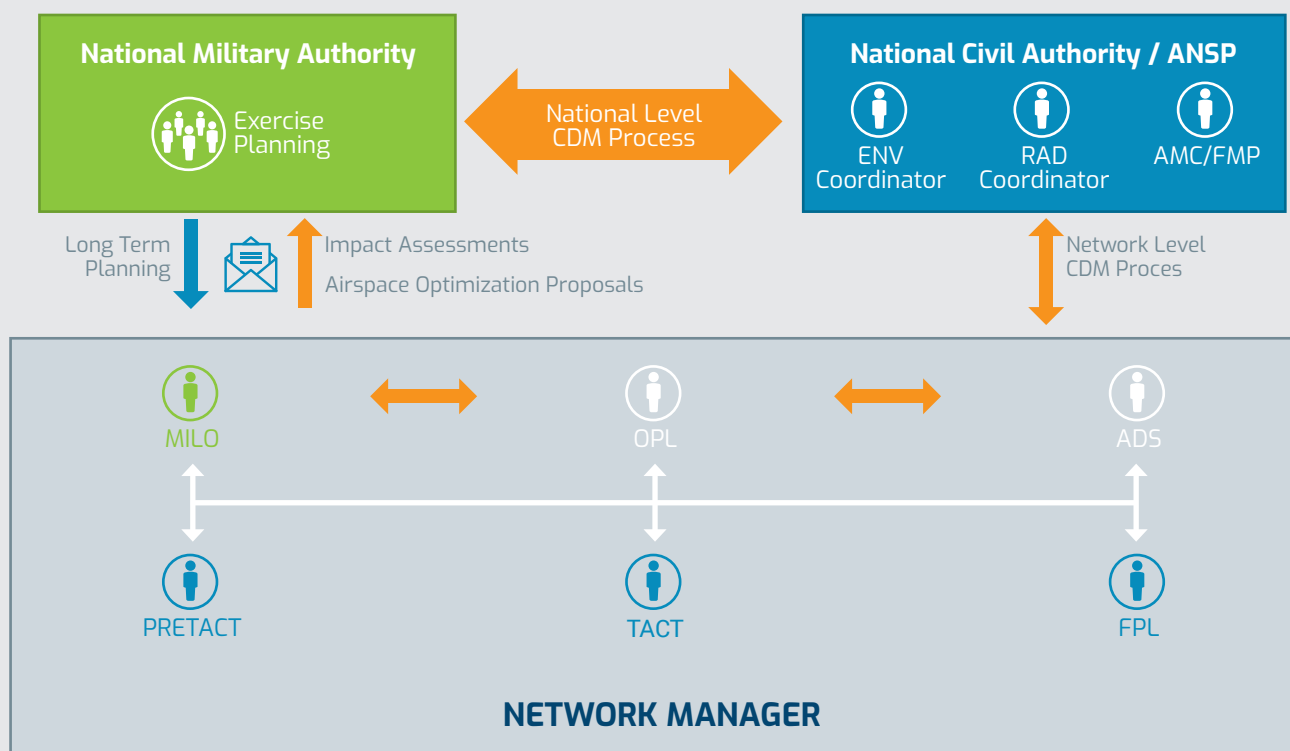 National Military Authority
Exercise
Planning
National Level
CDM Process
National Civil Authority / ANSP
ENV
Coordinator
RAD
Coordinator
AMC/FMP
Long Term
Planning
Impact Assessments
Airspace Optimization Proposals
Network Level
CDM Proces
MILO
OPL
ADS
PRETACT
TACT
FPL
NETWORK MANAGER